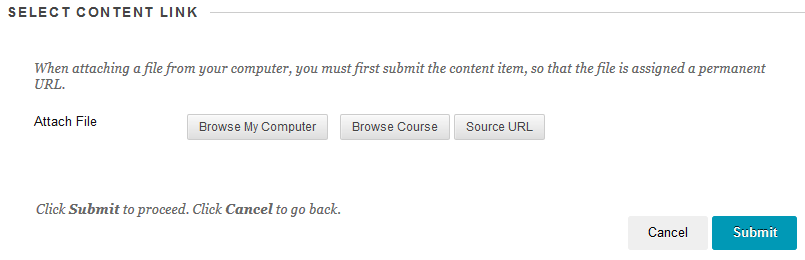 SELECT CONTENT LINK
When attaching a file from your computer, you must first submit the content item, so that the file is assigned a permanent
URL.
Attach File Browse My Computer Browse Course Source URL
Click Submit to proceed. Click Cancel to go back.
Cancel Submit